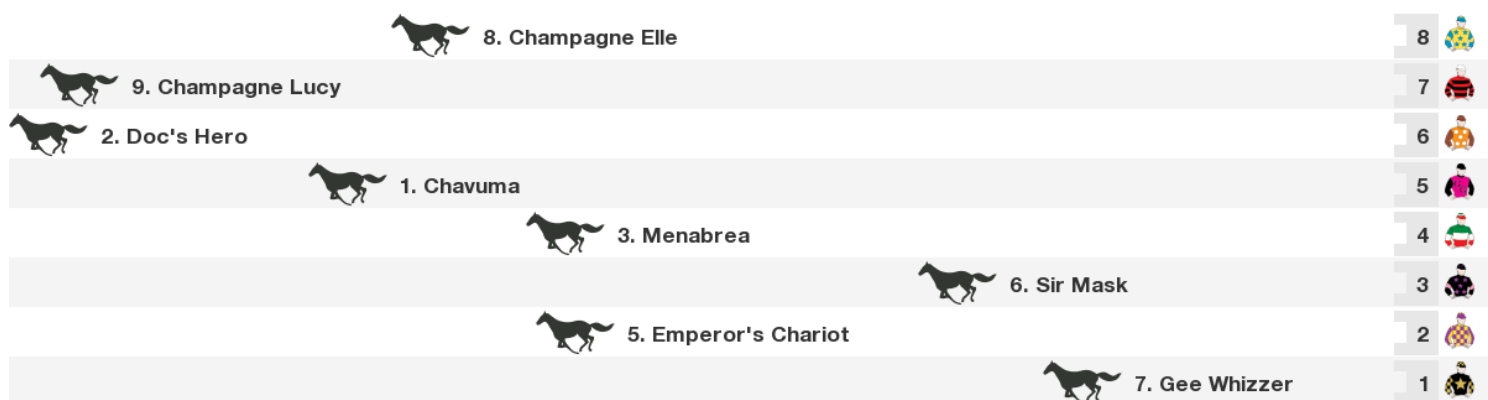 8. Champagne Elle 8
9. Champagne Lucy 7
2. Doc's Hero 6
1. Chavuma 5
3. Menabrea 4
6. Sir Mask 3
5. Emperor's Chariot 2
7. Gee Whizzer 1